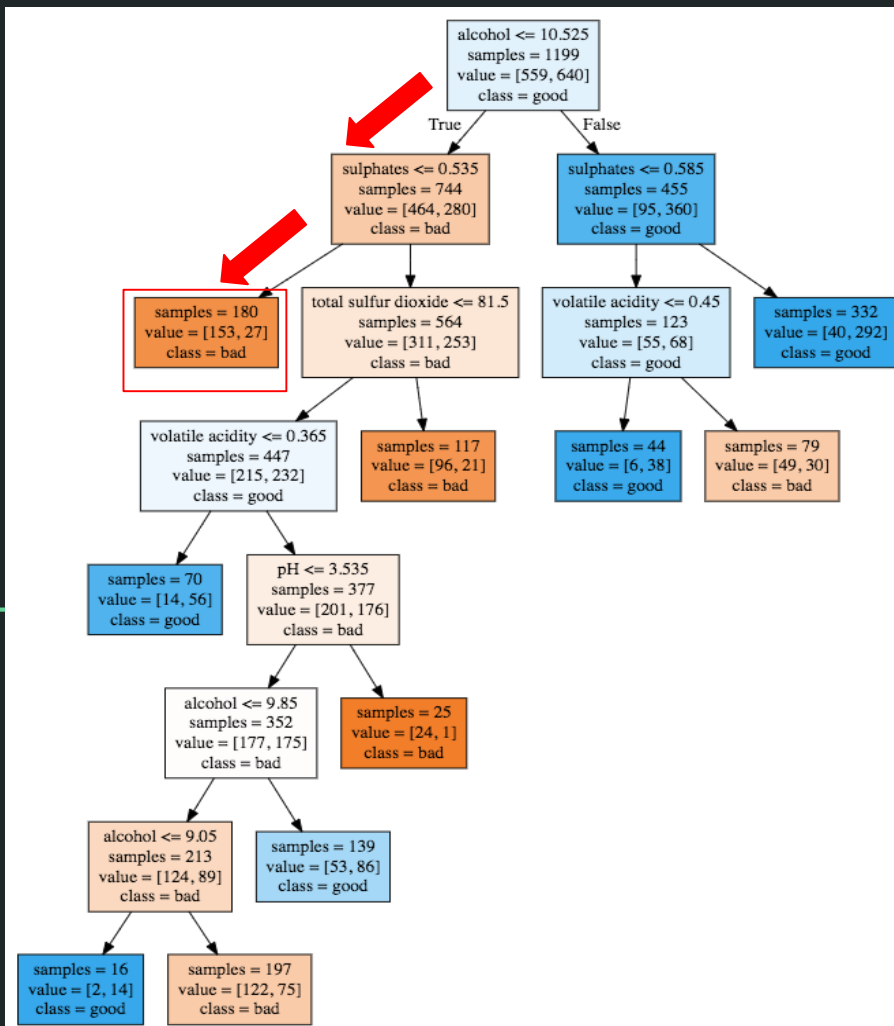 alcohol <= 10.525
samples = 1199
value = [559, 640]
class = good
True
False
sulphates <= 0.535
samples = 744
value = [464, 280]
class = bad
sulphates <= 0.585
samples = 455
value = [95, 360]
class = good
samples = 180
value = [153, 27]
class = bad
total sulfur dioxide <= 81.5
samples = 564
value = [311, 253]
class = bad
volatile acidity <= 0.45
samples = 123
value = [55, 68]
class = good
samples = 332
value = [40, 292]
class = good
volatile acidity <= 0.365
samples = 447
value = [215, 232]
class = good
samples = 117
value = [96, 21]
class = bad
samples = 44
value = [6, 38]
class = good
samples = 79
value = [49, 30]
class = bad
samples = 70
value = [14, 56]
class = good
pH <= 3.535
samples = 377
value = [201, 176]
class = bad
alcohol <= 9.85
samples = 352
value = [177, 175]
class = bad
samples = 25
value = [24, 1]
class = bad
alcohol <= 9.05
samples = 213
value = [124, 89]
class = bad
samples = 139
value = [53, 86]
class = good
samples = 16
value = [2, 14]
class = good
samples = 197
value = [122, 75]
class = bad